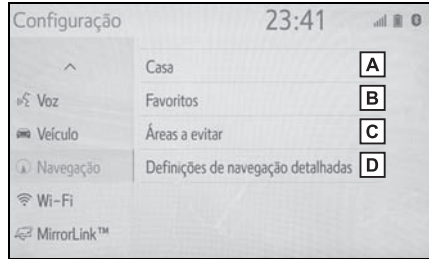 Configuração 23:41
Casa A
Voz
Favoritos B
Veículo
Áreas a evitar C
Navegação
Definições de navegação detalhadas D
Wi-Fi
MirrorLink™